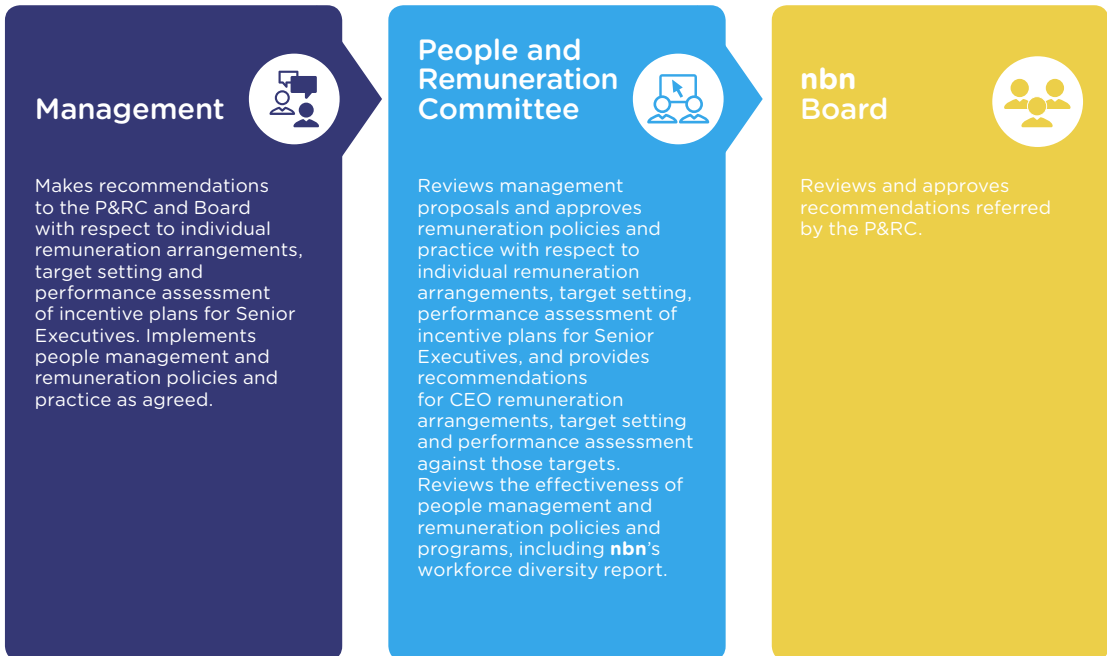 Management
Makes recommendations
to the P&RC and Board
with respect to individual
remuneration arrangements,
target setting and
performance assessment
of incentive plans for Senior
Executives. Implements
people management and
remuneration policies and
practice as agreed.
People and
Remuneration
Committee
Reviews management
proposals and approves
remuneration policies and
practice with respect to
individual remuneration
arrangements, target setting,
performance assessment of
incentive plans for Senior
Executives, and provides
recommendations
for CEO remuneration
arrangements, target setting
and performance assessment
against those targets.
Reviews the effectiveness of
people management and
remuneration policies and
programs, including nbn's
workforce diversity report.
nbn
Board
Reviews and approves
recommendations referred
by the P&RC.